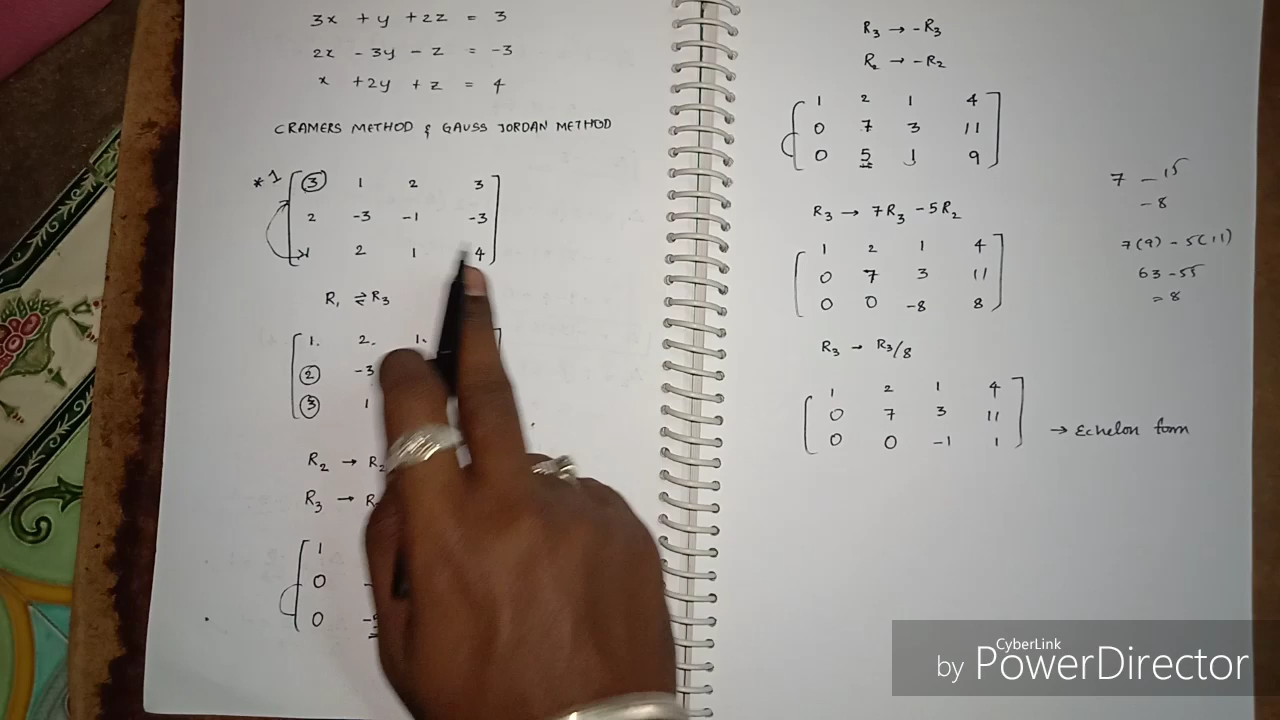 3x + y + 2z = 3
2x - 3y - z = -3
x + 2y + z = 4
CRAMERS METHOD & GAUSS JORDAN METHOD
*1
3 1 2 3
2 -3 -1 -3
1 2 1 4
R1 ⇌ R3
1. 2. 1.
2 -3
3 1
R2 → R2
R3 →
1
0
0
R3 → -R3
R2 → -R2
1 2 1 4
0 7 3 11
0 5 1 9
R3 → 7R3 - 5R2
1 2 1 4
0 7 3 11
0 0 -8 8
R3 → R3/8
1 2 1 4
0 7 3 11
0 0 -1 1
→ Echelon form
7 - 15
-8
7(9) - 5(11)
63 - 55
= 8
CyberLink
by PowerDirector